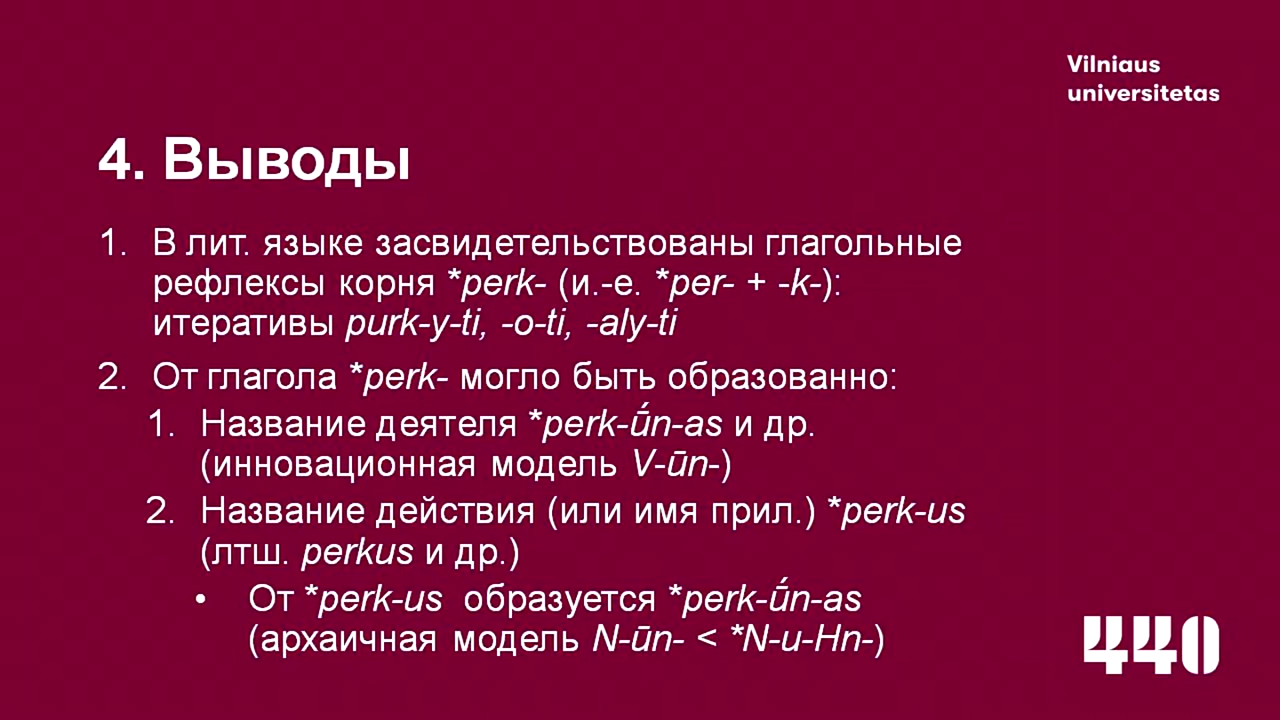 Vilniaus
universitetas
4. Выводы
1. В лит. языке засвидетельствованы глагольные
рефлексы корня *perk- (и.-е. *per- + -k-):
итеративы purk-y-ti, -o-ti, -aly-ti
2. От глагола *perk- могло быть образованно:
1. Название деятеля *perk-ū́n-as и др.
(инновационная модель V-ūn-)
2. Название действия (или имя прил.) *perk-us
(лтш. perkus и др.)
• От *perk-us образуется *perk-ū́n-as
(архаичная модель N-ūn- < *N-u-Hn-)
440